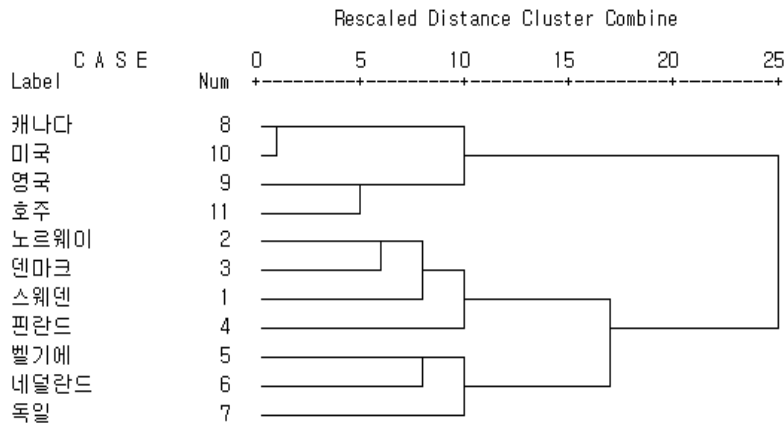 Rescaled Distance Cluster Combine
C A S E 0 5 10 15 20 25
Label Num +---------+---------+---------+---------+---------+
캐나다 8
미국 10
영국 9
호주 11
노르웨이 2
덴마크 3
스웨덴 1
핀란드 4
벨기에 5
네덜란드 6
독일 7